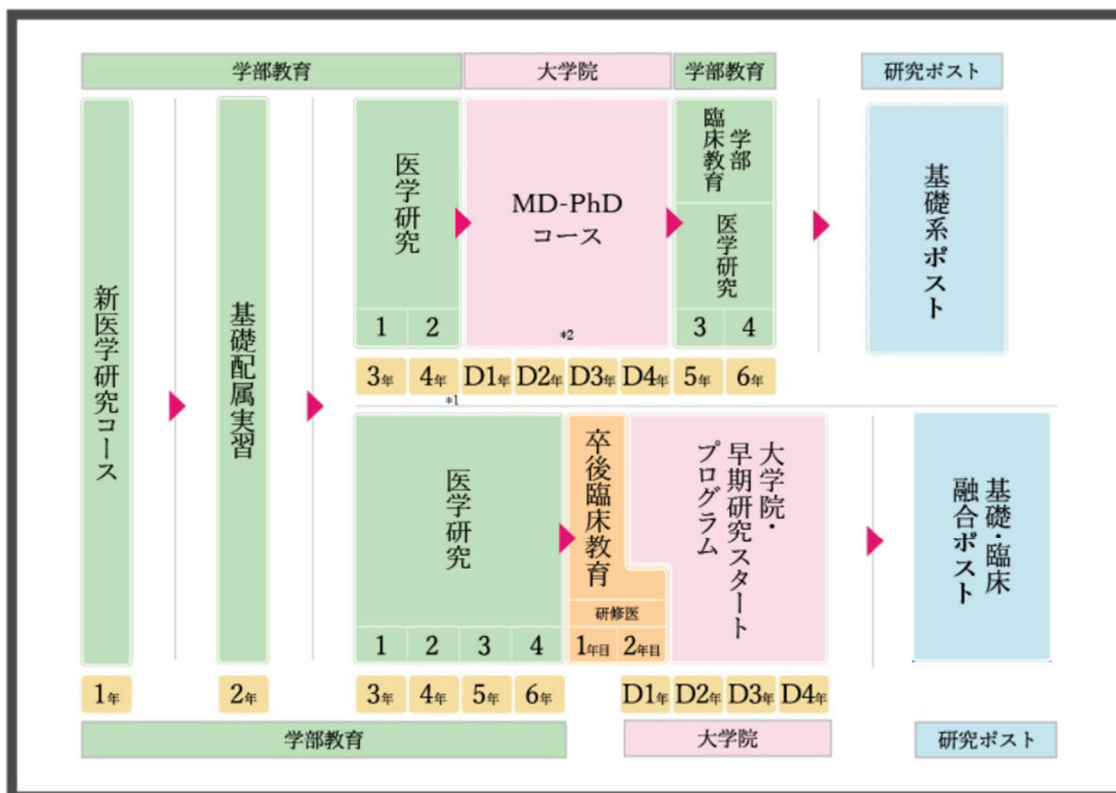 学部教育
大学院
学部教育
研究ポスト
新医学研究コース
基礎配属実習
医学研究
1 2
MD-PhD
コース
*2
学部
臨床教育
医学研究
3 4
基礎系ポスト
3年 4年 D1年 D2年 D3年 D4年 5年 6年
*1
医学研究
1 2 3 4
卒後臨床教育
研修医
1年目 2年目
大学院・
早期研究スタート
プログラム
基礎・臨床
融合ポスト
1年 2年 3年 4年 5年 6年 D1年 D2年 D3年 D4年
学部教育
大学院
研究ポスト